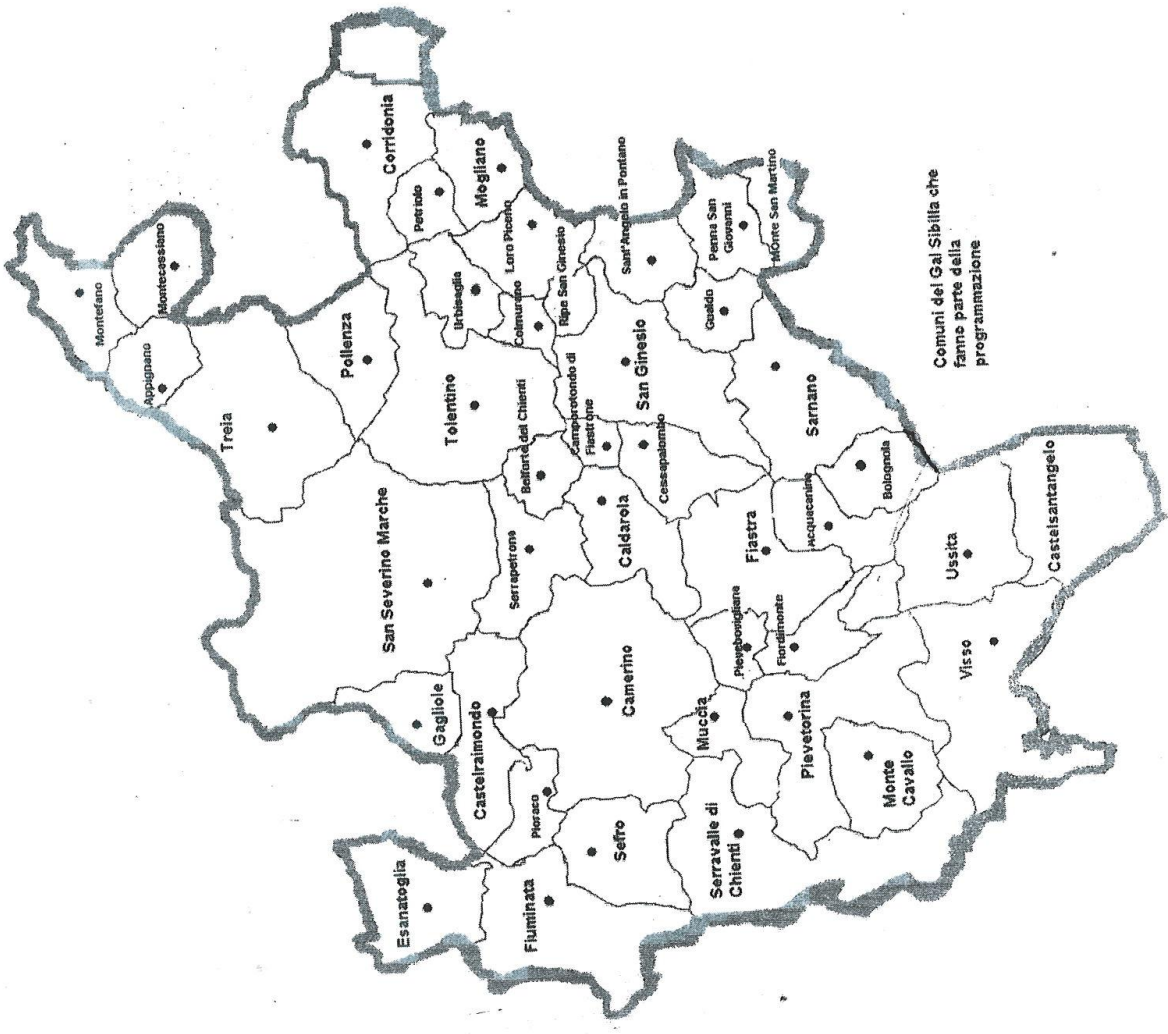 Montefano
Appignano
Montecassiano
Treia
Pollenza
San Severino Marche
Corridonia
Esanatoglia
Petriolo
Gagliole
Tolentino
Urbisaglia
Castelraimondo
Mogliano
Loro Piceno
Serrapetrona
Colmurano
Belforte del Chienti
Fiuminata
Pioraco
Ripe San Ginesio
Camporotondo di
Fiastrone
Sefro
Caldarola
Sant'Angelo in Pontano
Camerino
San Ginesio
Cessapalombo
Muccia
Gualdo
Serravalle di
Chienti
Penna San
Giovanni
Pievebovigliana
Fiastra
Monte San Martino
Fiordimonte
Pievetorina
Acquacanina
Sarnano
Bolognola
Monte
Cavallo
Comuni del Gal Sibilla che
fanno parte della
programmazione
Ussita
Visso
Castelsantangelo